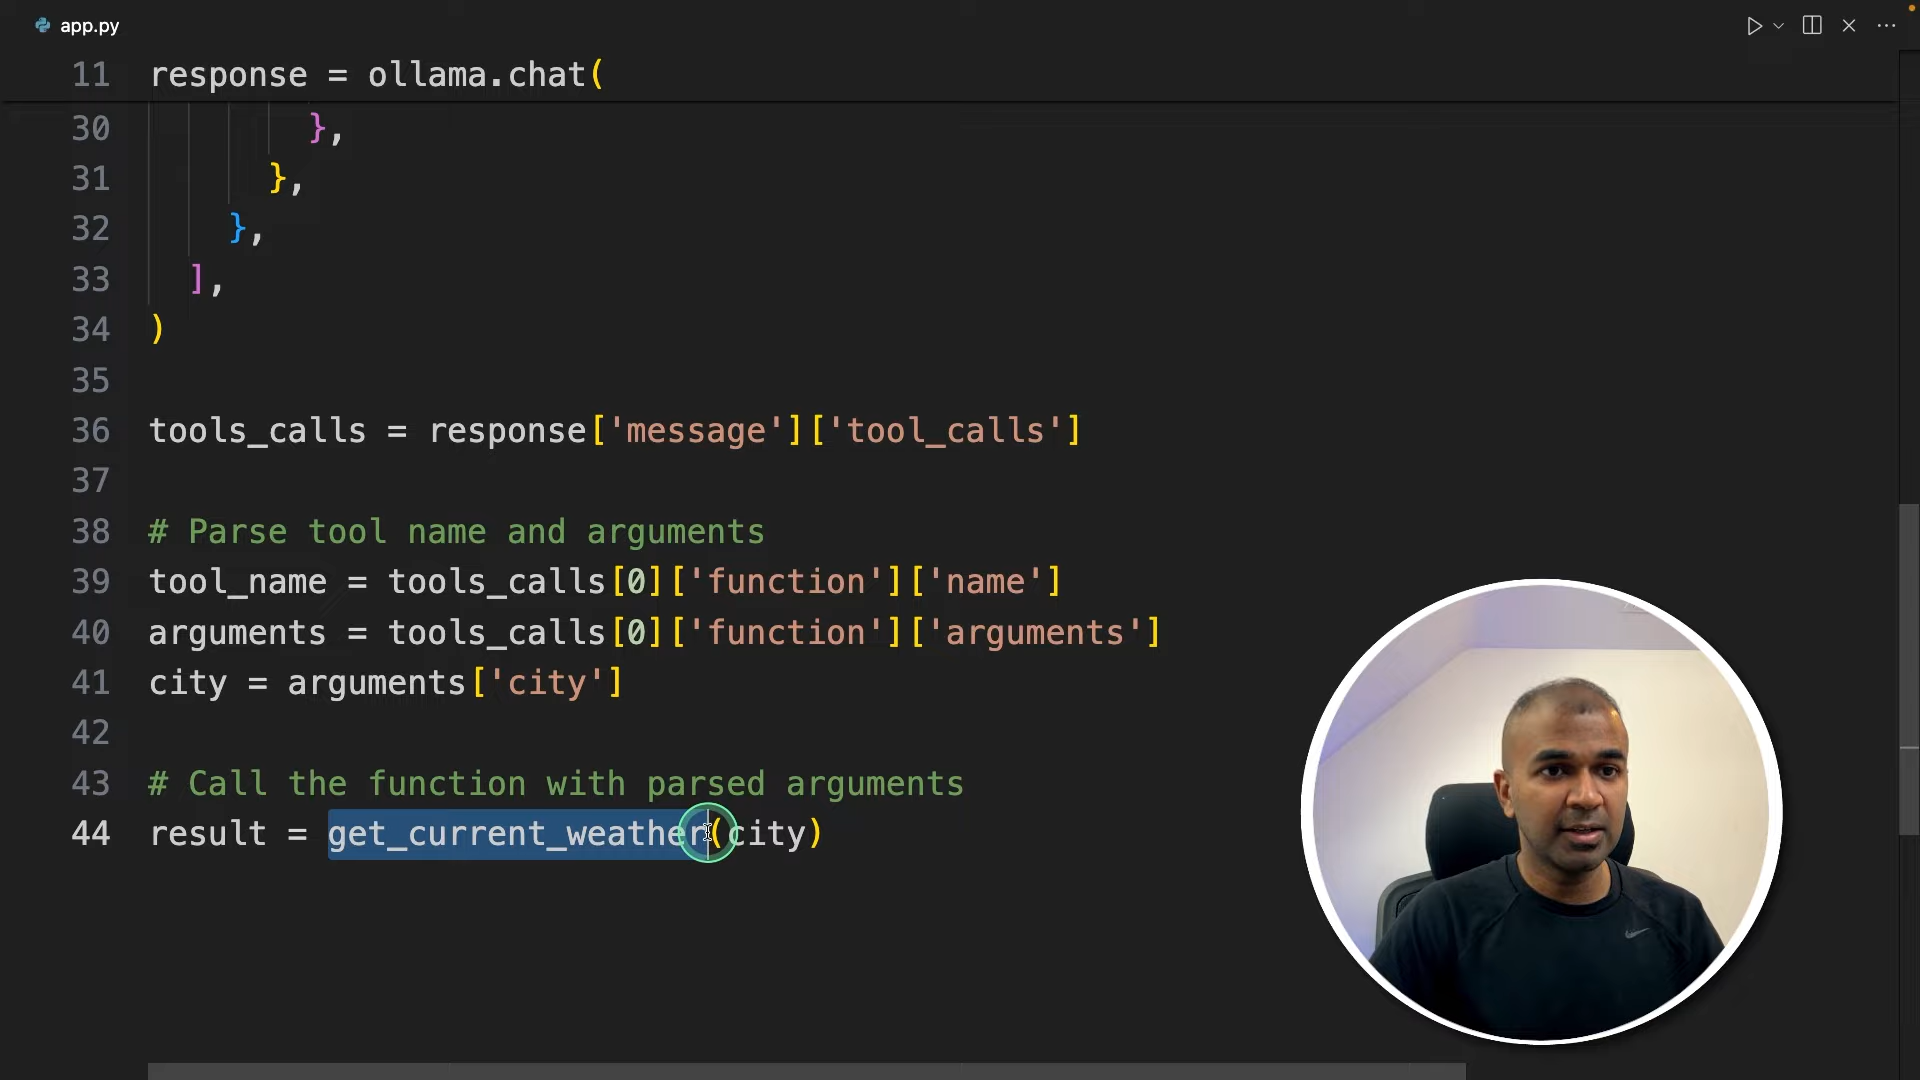 app.py
11 response = ollama.chat(
30 },
31 },
32 },
33 ],
34 )
35
36 tools_calls = response['message']['tool_calls']
37
38 # Parse tool name and arguments
39 tool_name = tools_calls[0]['function']['name']
40 arguments = tools_calls[0]['function']['arguments']
41 city = arguments['city']
42
43 # Call the function with parsed arguments
44 result = get_current_weather(city)